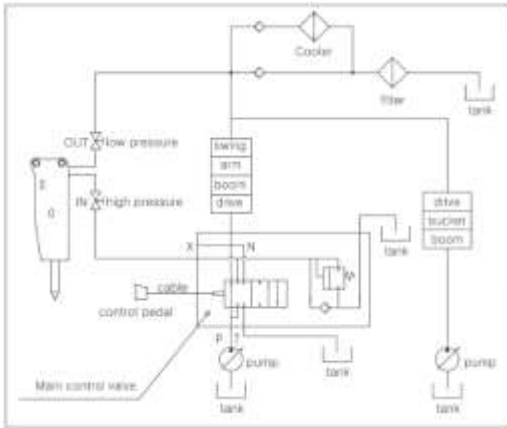 Cooler
filter
tank
OUT
low pressure
swing
arm
boom
drive
IN
high pressure
drive
bucket
boom
tank
X
N
M
cable
control pedal
P
T
pump
tank
pump
Main control valve
tank
tank